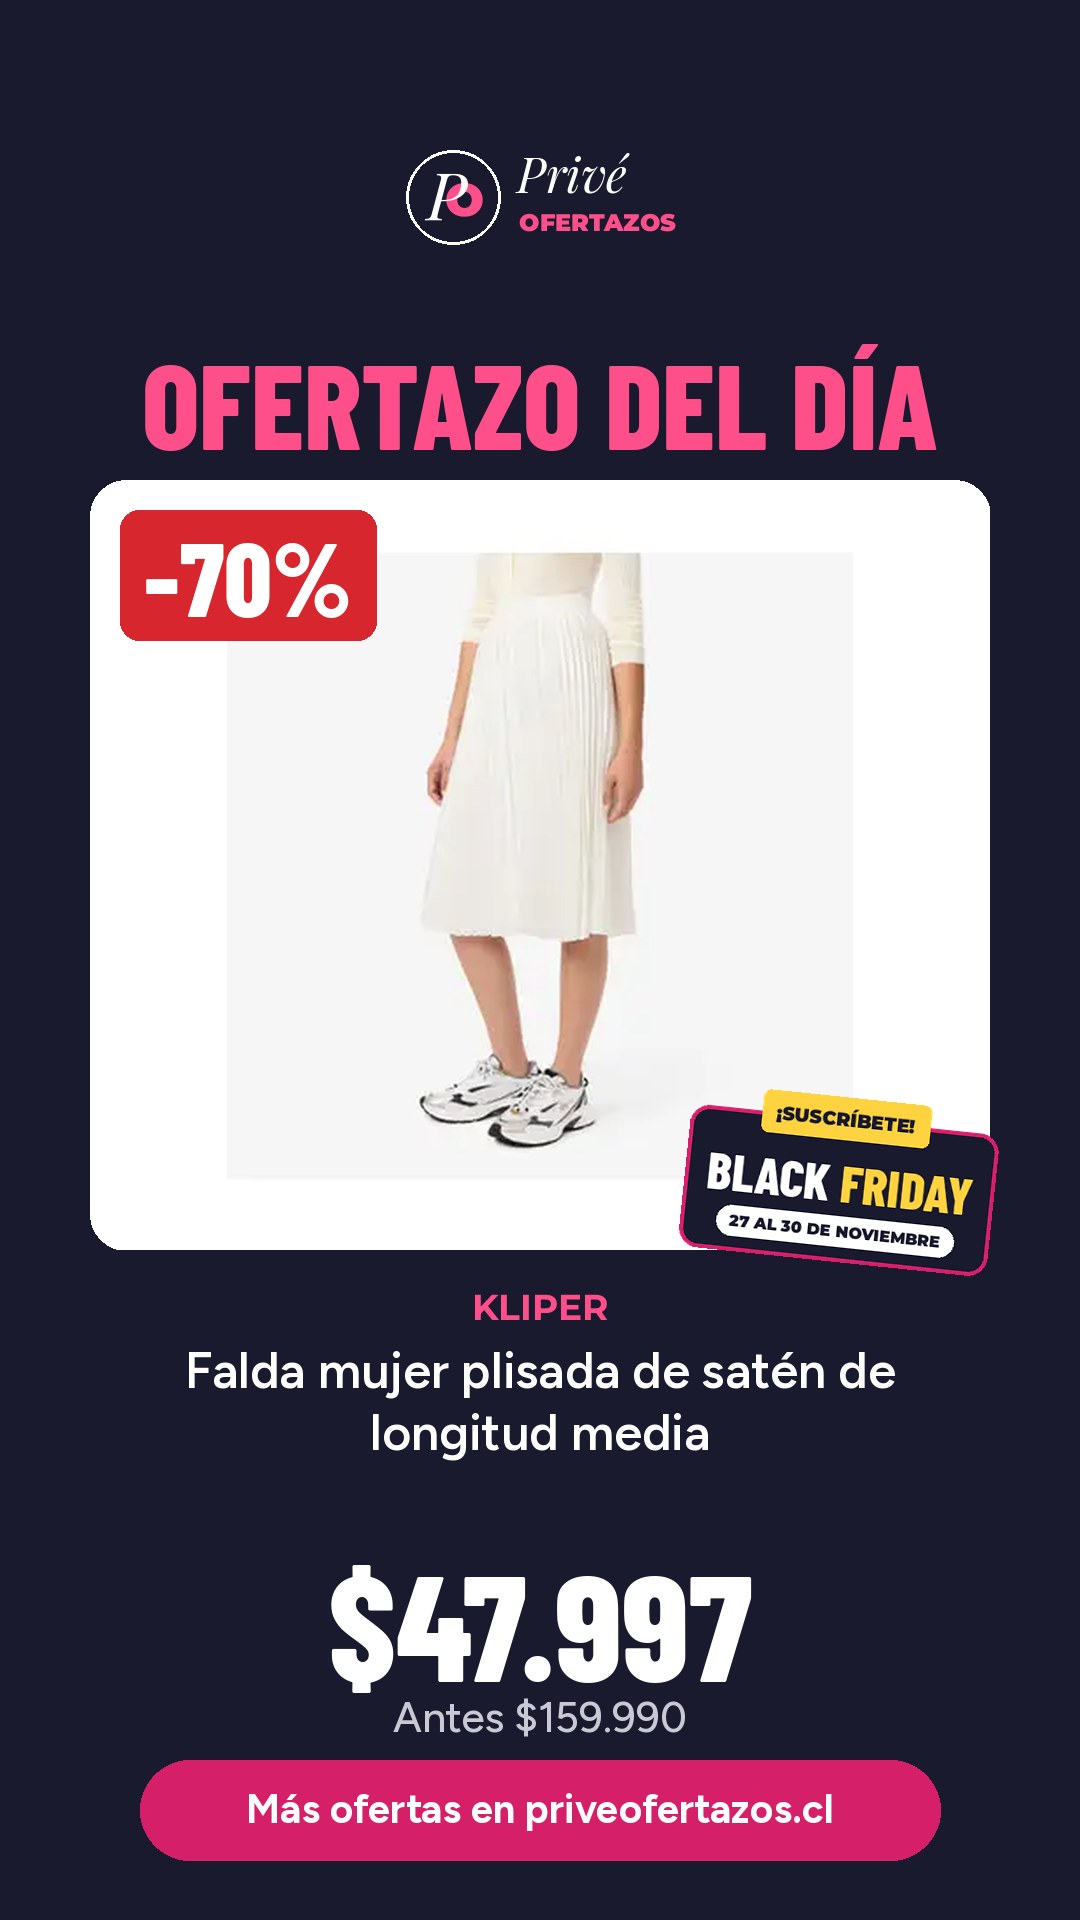 PO
Privé
OFERTAZOS
OFERTAZO DEL DÍA
-70%
¡SUSCRÍBETE!
BLACK FRIDAY
27 AL 30 DE NOVIEMBRE
KLIPER
Falda mujer plisada de satén de
longitud media
$47.997
Antes $159.990
Más ofertas en priveofertazos.cl